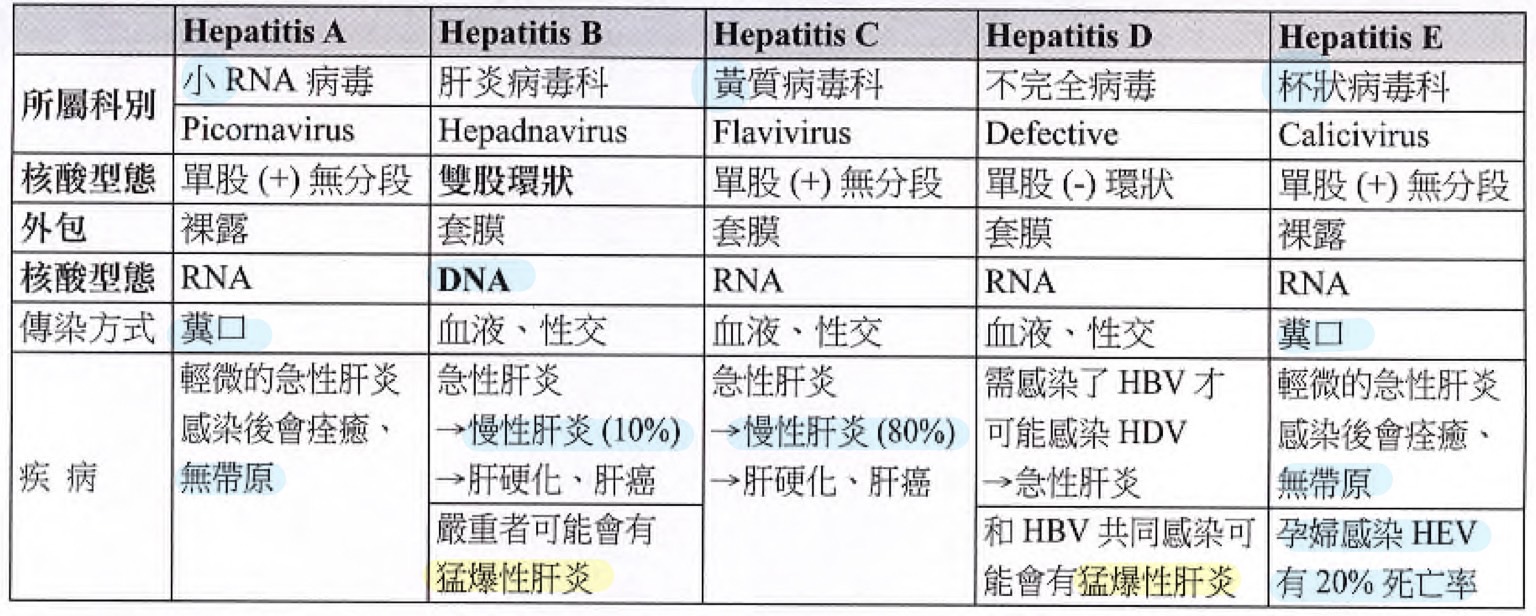 Hepatitis A Hepatitis B Hepatitis C Hepatitis D Hepatitis E
所屬科別 小 RNA 病毒 肝炎病毒科 黃質病毒科 不完全病毒 杯狀病毒科
Picornavirus Hepadnavirus Flavivirus Defective Calicivirus
核酸型態 單股 (+) 無分段 雙股環狀 單股 (+) 無分段 單股 (-) 環狀 單股 (+) 無分段
外包 裸露 套膜 套膜 套膜 裸露
核酸型態 RNA DNA RNA RNA RNA
傳染方式 糞口 血液、性交 血液、性交 血液、性交 糞口
疾 病
輕微的急性肝炎
感染後會痊癒、
無帶原
急性肝炎
→慢性肝炎 (10%)
→肝硬化、肝癌
嚴重者可能會有
猛爆性肝炎
急性肝炎
→慢性肝炎 (80%)
→肝硬化、肝癌
需感染了 HBV 才
可能感染 HDV
→急性肝炎
和 HBV 共同感染可
能會有猛爆性肝炎
輕微的急性肝炎
感染後會痊癒、
無帶原
孕婦感染 HEV
有 20% 死亡率